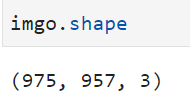 imgo.shape
(975, 957, 3)